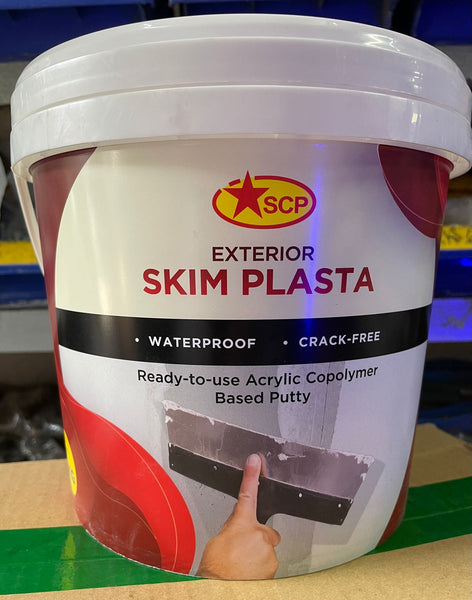 SCP
EXTERIOR
SKIM PLASTA
• WATERPROOF • CRACK-FREE
Ready-to-use Acrylic Copolymer
Based Putty